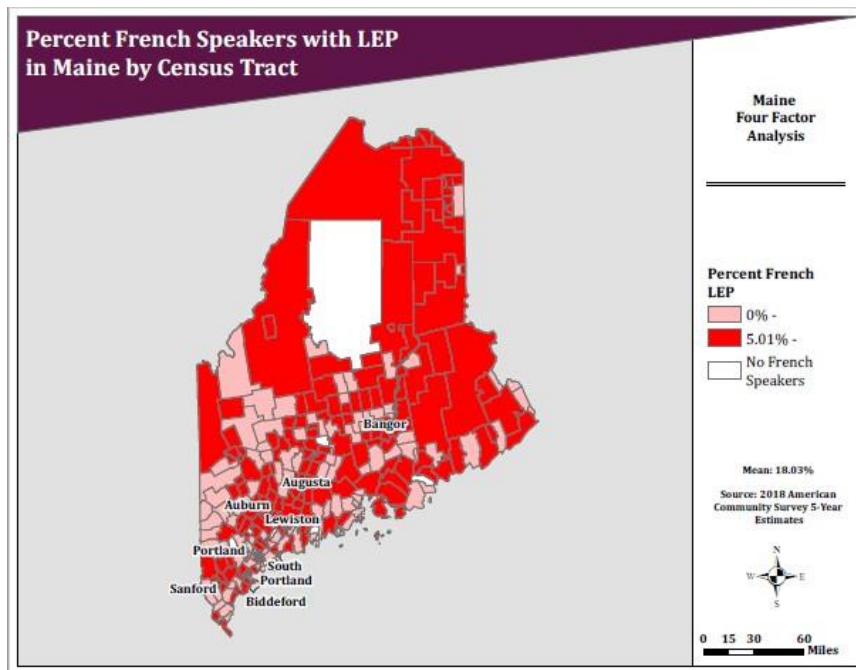 Percent French Speakers with LEP
in Maine by Census Tract
Maine
Four Factor
Analysis
Percent French
LEP
0% -
5.01% -
No French
Speakers
Mean: 18.03%
Source: 2018 American
Community Survey 5-Year
Estimates
N
W E
S
0 15 30 60
Miles
Bangor
Augusta
Auburn
Lewiston
Portland
South
Portland
Sanford
Biddeford